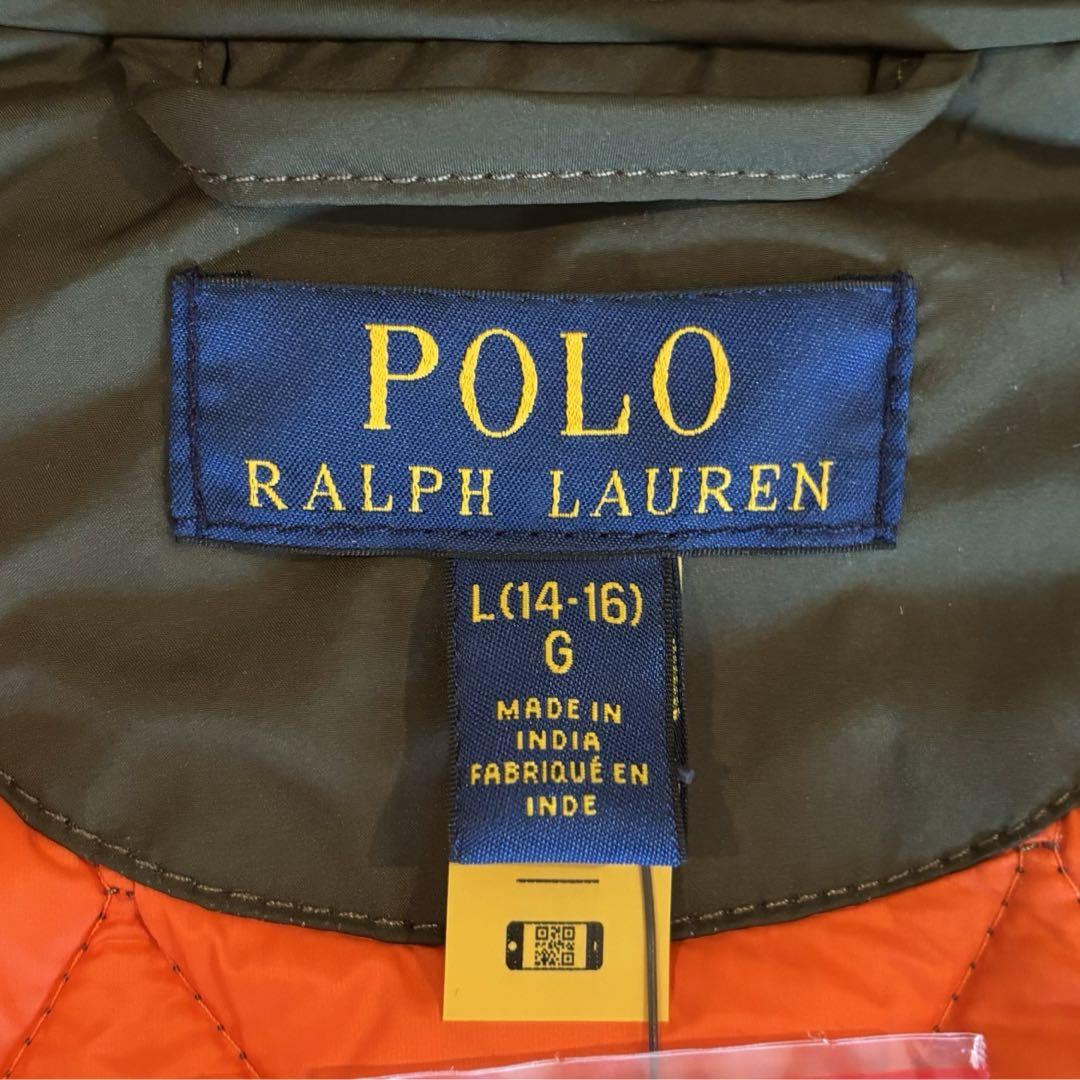 POLO
RALPH LAUREN
L(14-16)
G
MADE IN
INDIA
FABRIQUÉ EN
INDE